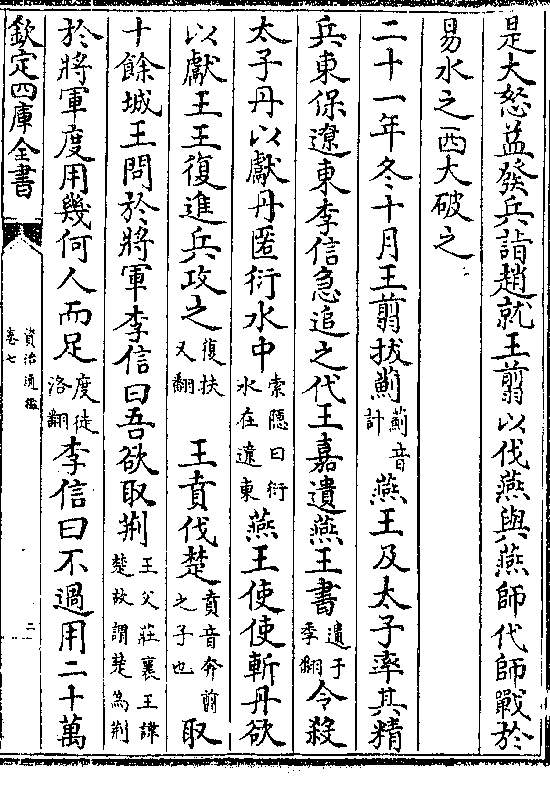 是大怒益發兵詣趙就王翦以伐燕與燕師代師戰於
易水之西大破之
二十一年冬十月王翦拔薊薊音計燕王及太子率其精
兵東保遼東李信急追之代王嘉遺燕王書遺于季翻令殺
太子丹以獻丹匿衍水中索隱曰衍水在遼東燕王使使斬丹欲
以獻王王復進兵攻之復扶又翻 王賁伐楚賁音奔翦之子也取
十餘城王問於將軍李信曰吾欲取荆王父莊襄王諱楚故謂楚為荆
於將軍度用幾何人而足度徒洛翻李信曰不過用二十萬
欽定四庫全書
資治通鑑
卷七
二